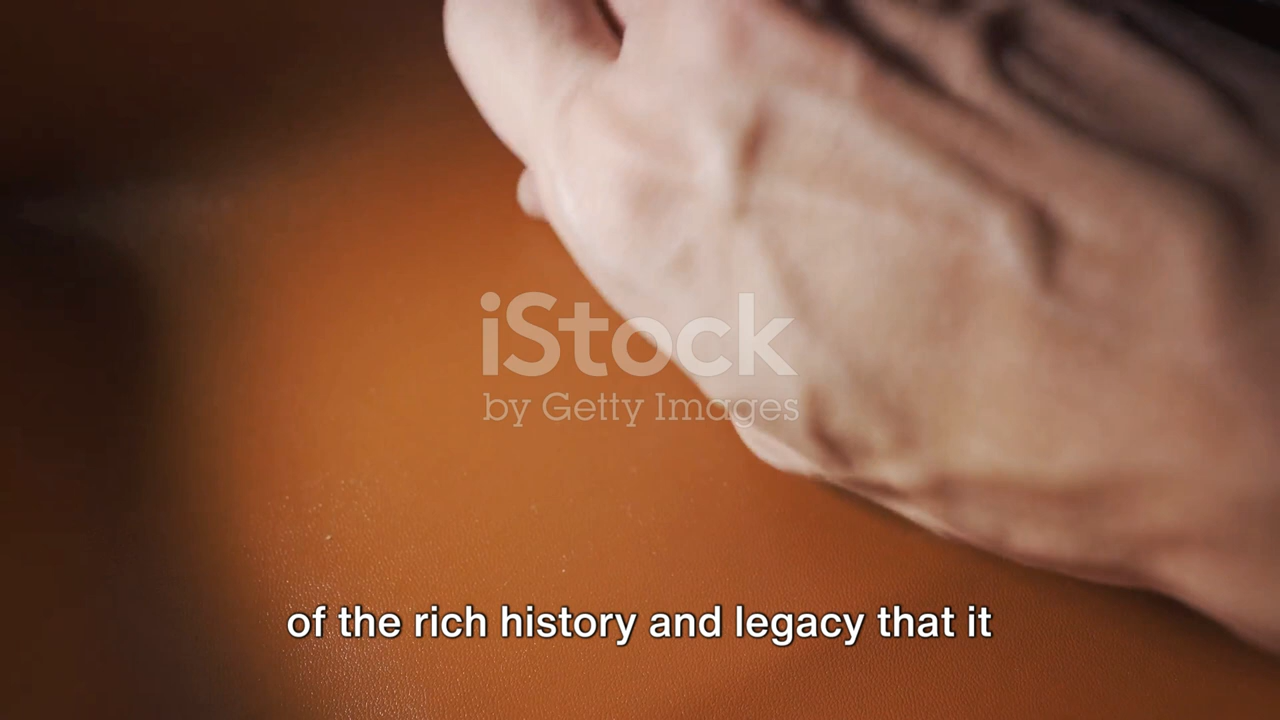 iStock
by Getty Images
of the rich history and legacy that it